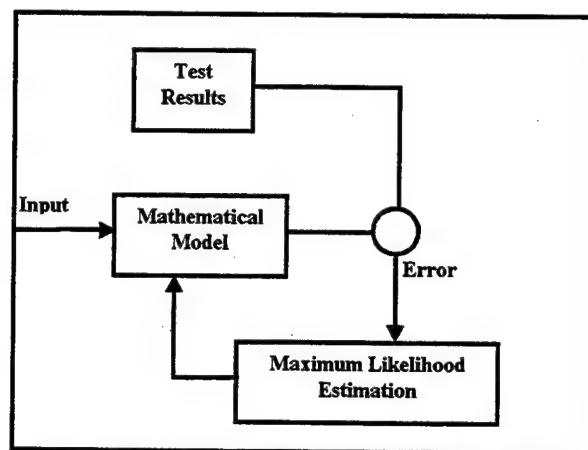 Test
Results
Input
Mathematical
Model
Error
Maximum Likelihood
Estimation